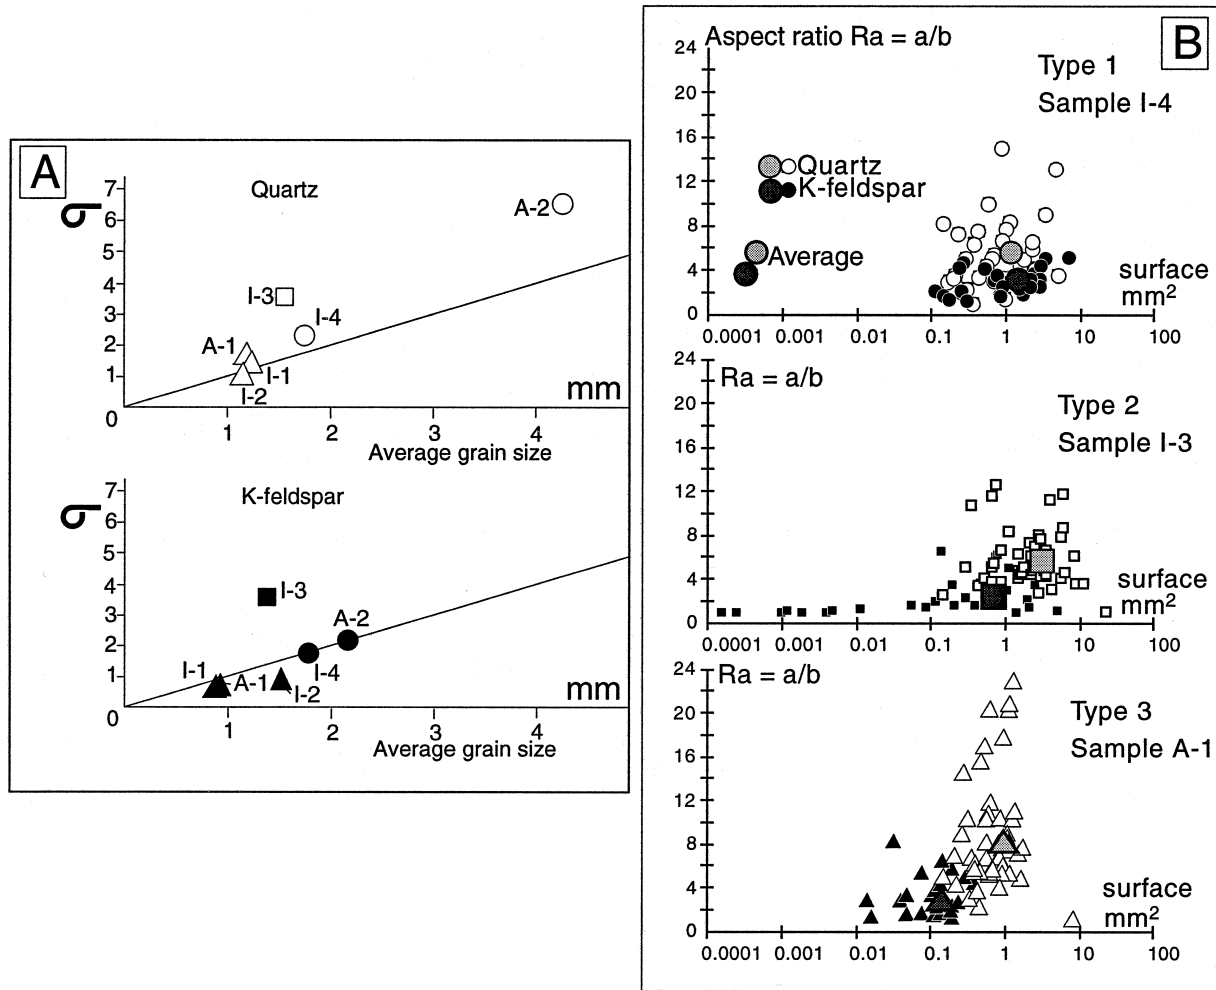 A
Quartz
σ
7
6
5
4
3
2
1
0
A-2
I-3
I-4
A-1
I-1
I-2
mm
1 2 3 4
Average grain size
K-feldspar
σ
7
6
5
4
3
2
1
0
I-3
A-2
I-1
A-1
I-4
I-2
mm
1 2 3 4
Average grain size
B
Aspect ratio Ra = a/b
Type 1
Sample I-4
24
20
16
12
8
4
0
Quartz
K-feldspar
Average
surface
mm2
0.0001 0.001 0.01 0.1 1 10 100
Ra = a/b
Type 2
Sample I-3
24
20
16
12
8
4
0
surface
mm2
0.0001 0.001 0.01 0.1 1 10 100
Ra = a/b
Type 3
Sample A-1
24
20
16
12
8
4
0
surface
mm2
0.0001 0.001 0.01 0.1 1 10 100